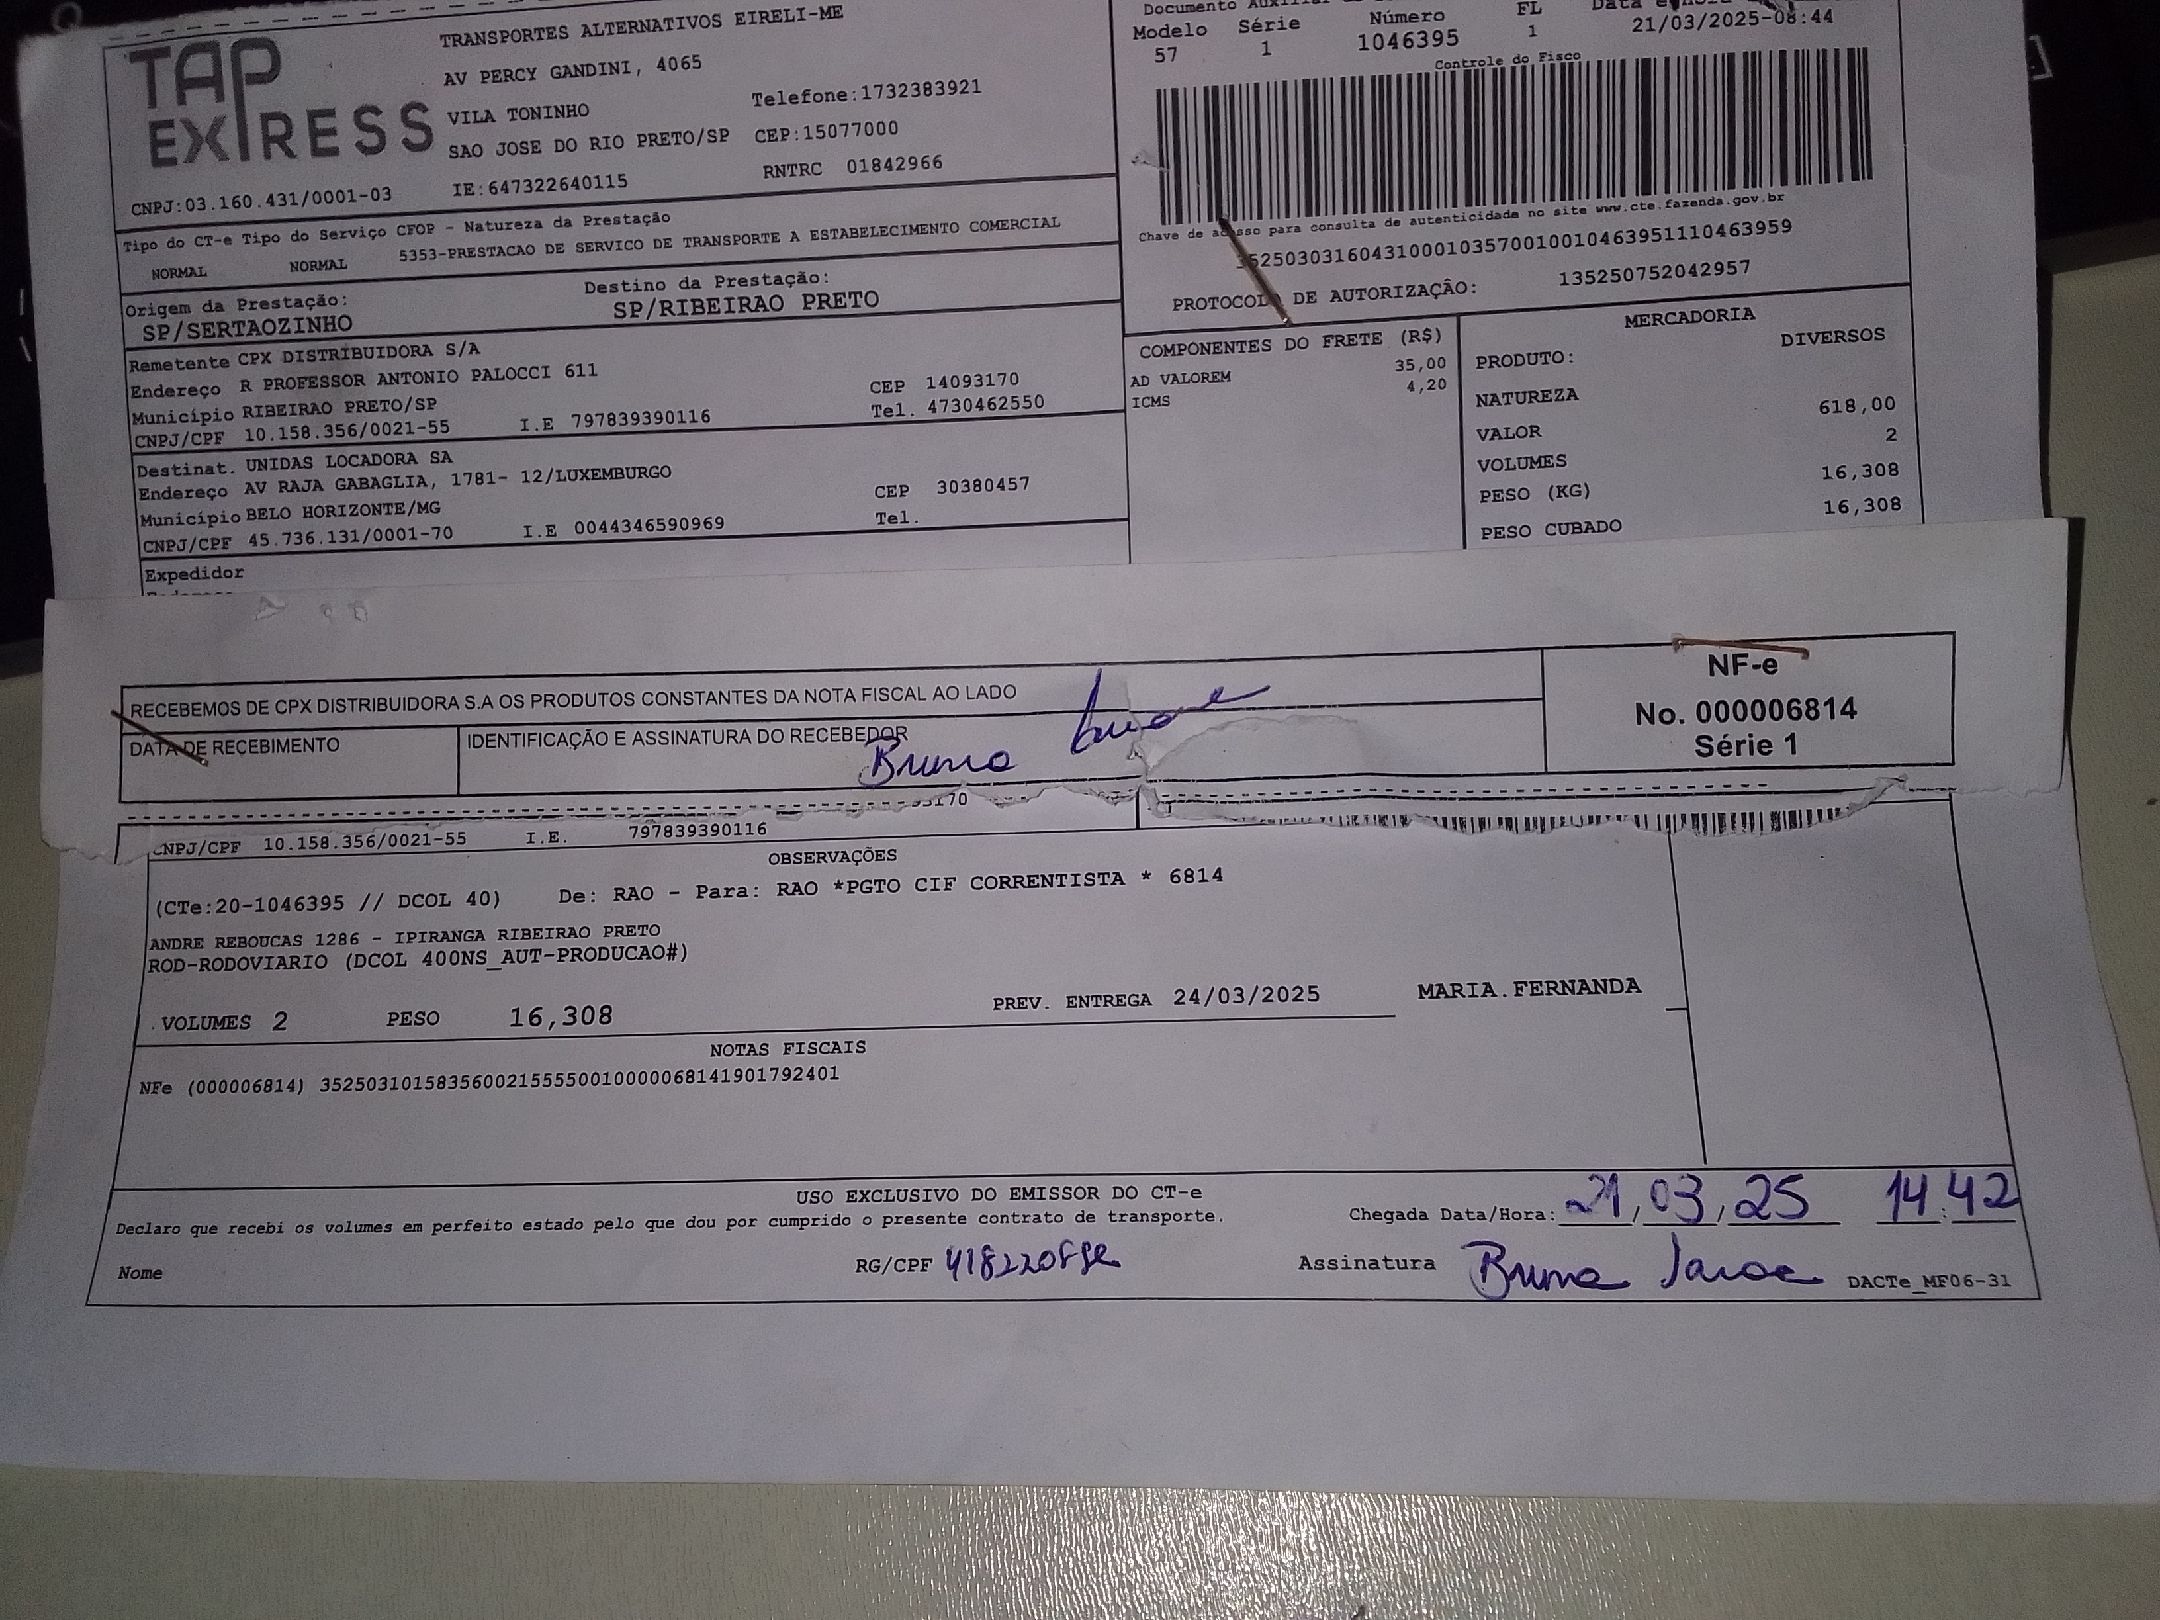 TAP EXPRESS
TRANSPORTES ALTERNATIVOS EIRELI-ME
AV PERCY GANDINI, 4065
VILA TONINHO
Telefone:1732383921
SAO JOSE DO RIO PRETO/SP CEP:15077000
CNPJ:03.160.431/0001-03 IE:647322640115 RNTRC 01842966
Modelo Série Número FL
57 1 1046395 1 21/03/2025-08:44
Controle do Fisco
Chave de acesso para consulta de autenticidade no site www.cte.fazenda.gov.br
35250303160431000103570010010463951110463959
PROTOCOLO DE AUTORIZAÇÃO: 135250752042957
Tipo do CT-e Tipo do Serviço CFOP - Natureza da Prestação
NORMAL NORMAL 5353-PRESTACAO DE SERVICO DE TRANSPORTE A ESTABELECIMENTO COMERCIAL
Origem da Prestação: Destino da Prestação:
SP/SERTAOZINHO SP/RIBEIRAO PRETO
Remetente CPX DISTRIBUIDORA S/A
Endereço R PROFESSOR ANTONIO PALOCCI 611 CEP 14093170
Município RIBEIRAO PRETO/SP Tel. 4730462550
CNPJ/CPF 10.158.356/0021-55 I.E 797839390116
Destinat. UNIDAS LOCADORA SA
Endereço AV RAJA GABAGLIA, 1781- 12/LUXEMBURGO CEP 30380457
Município BELO HORIZONTE/MG Tel.
CNPJ/CPF 45.736.131/0001-70 I.E 0044346590969
Expedidor
COMPONENTES DO FRETE (R$)
AD VALOREM 35,00
ICMS 4,20
MERCADORIA
PRODUTO: DIVERSOS
NATUREZA
VALOR 618,00
VOLUMES 2
PESO (KG) 16,308
PESO CUBADO 16,308
RECEBEMOS DE CPX DISTRIBUIDORA S.A OS PRODUTOS CONSTANTES DA NOTA FISCAL AO LADO
DATA DE RECEBIMENTO
IDENTIFICAÇÃO E ASSINATURA DO RECEBEDOR
Bruno
NF-e
No. 000006814
Série 1
CNPJ/CPF 10.158.356/0021-55 I.E. 797839390116
OBSERVAÇÕES
(CTe:20-1046395 // DCOL 40) De: RAO - Para: RAO *PGTO CIF CORRENTISTA * 6814
ANDRE REBOUCAS 1286 - IPIRANGA RIBEIRAO PRETO
ROD-RODOVIARIO (DCOL 400NS_AUT-PRODUCAO#)
VOLUMES 2 PESO 16,308 PREV. ENTREGA 24/03/2025 MARIA.FERNANDA
NOTAS FISCAIS
NFe (000006814) 35250310158356002155550010000068141901792401
USO EXCLUSIVO DO EMISSOR DO CT-e
Declaro que recebi os volumes em perfeito estado pelo que dou por cumprido o presente contrato de transporte.
Chegada Data/Hora: 21/03/25 14:42
Nome RG/CPF Assinatura Bruno DACTe_MF06-31